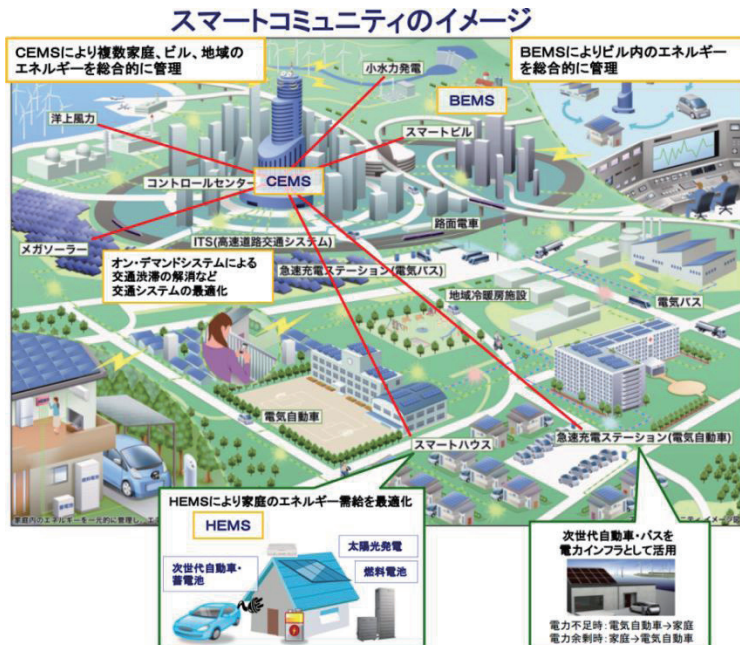 スマートコミュニティのイメージ
CEMSにより複数家庭、ビル、地域の
エネルギーを総合的に管理
BEMSによりビル内のエネルギー
を総合的に管理
小水力発電
BEMS
洋上風力
スマートビル
コントロールセンター
CEMS
路面電車
メガソーラー
ITS(高速道路交通システム)
オン・デマンドシステムによる
交通渋滞の解消など
交通システムの最適化
急速充電ステーション(電気バス)
地域冷暖房施設
電気バス
電気自動車
スマートハウス
急速充電ステーション(電気自動車)
HEMSにより家庭のエネルギー需給を最適化
HEMS
太陽光発電
次世代自動車・
蓄電池
燃料電池
次世代自動車・バスを
電力インフラとして活用
電力不足時:電気自動車→家庭
電力余剰時:家庭→電気自動車